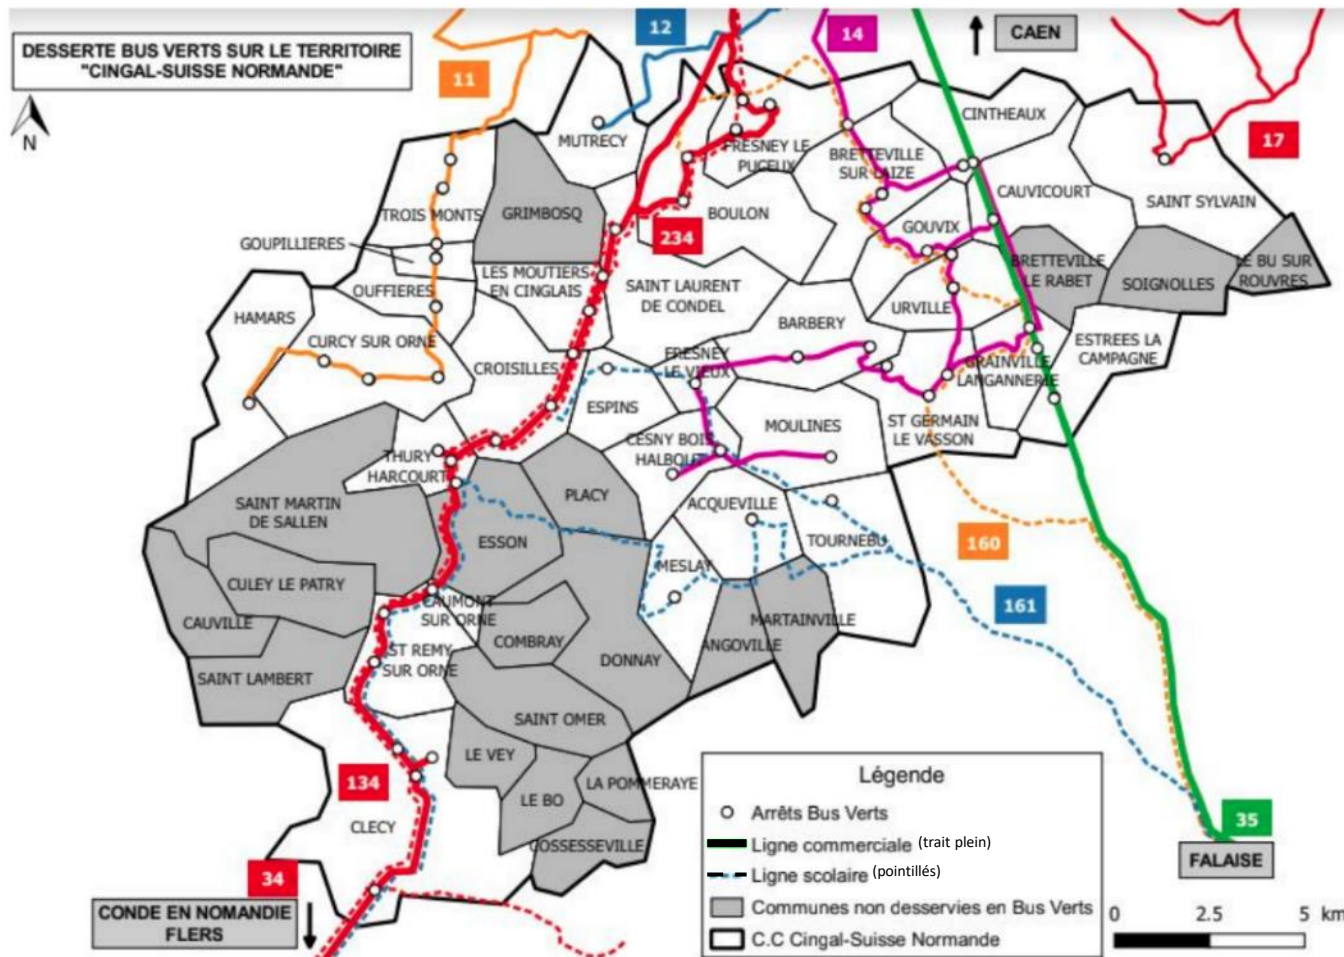 DESSERTE BUS VERTS SUR LE TERRITOIRE
"CINGAL-SUISSE NORMANDE"
N
12
14
CAEN
11
17
CINTHEAUX
MUTRECY
FRESNEY LE
PUCEUX
BRETTEVILLE
SUR LAIZE
CAUVICOURT
SAINT SYLVAIN
TROIS MONTS
GRIMBOSQ
BOULON
234
GOUVIX
GOUPILLIERES
LES MOUTIERS
EN CINGLAIS
SAINT LAURENT
DE CONDEL
BRETTEVILLE
LE RABET
SOIGNOLLES
LE BU SUR
ROUVRES
OUFFIERES
URVILLE
HAMARS
CURCY SUR ORNE
BARBERY
ESTREES LA
CAMPAGNE
CROISILLES
FRESNEY
LE VIEUX
GRAINVILLE
LANGANNERIE
ESPINS
MOULINES
ST GERMAIN
LE VASSON
CESNY BOIS
HALBOUT
THURY
HARCOURT
SAINT MARTIN
DE SALLEN
PLACY
ACQUEVILLE
ESSON
TOURNEBU
160
MESLAY
CULEY LE PATRY
161
CAUMONT
SUR ORNE
CAUVILLE
MARTAINVILLE
COMBRAY
ANGOVILLE
ST REMY
SUR ORNE
DONNAY
SAINT LAMBERT
SAINT OMER
LE VEY
134
LA POMMERAYE
LE BO
CLECY
COSSESSEVILLE
34
CONDE EN NOMANDIE
FLERS
35
FALAISE
Légende
Arrêts Bus Verts
Ligne commerciale (trait plein)
Ligne scolaire (pointillés)
Communes non desservies en Bus Verts
C.C Cingal-Suisse Normande
0 2.5 5 km